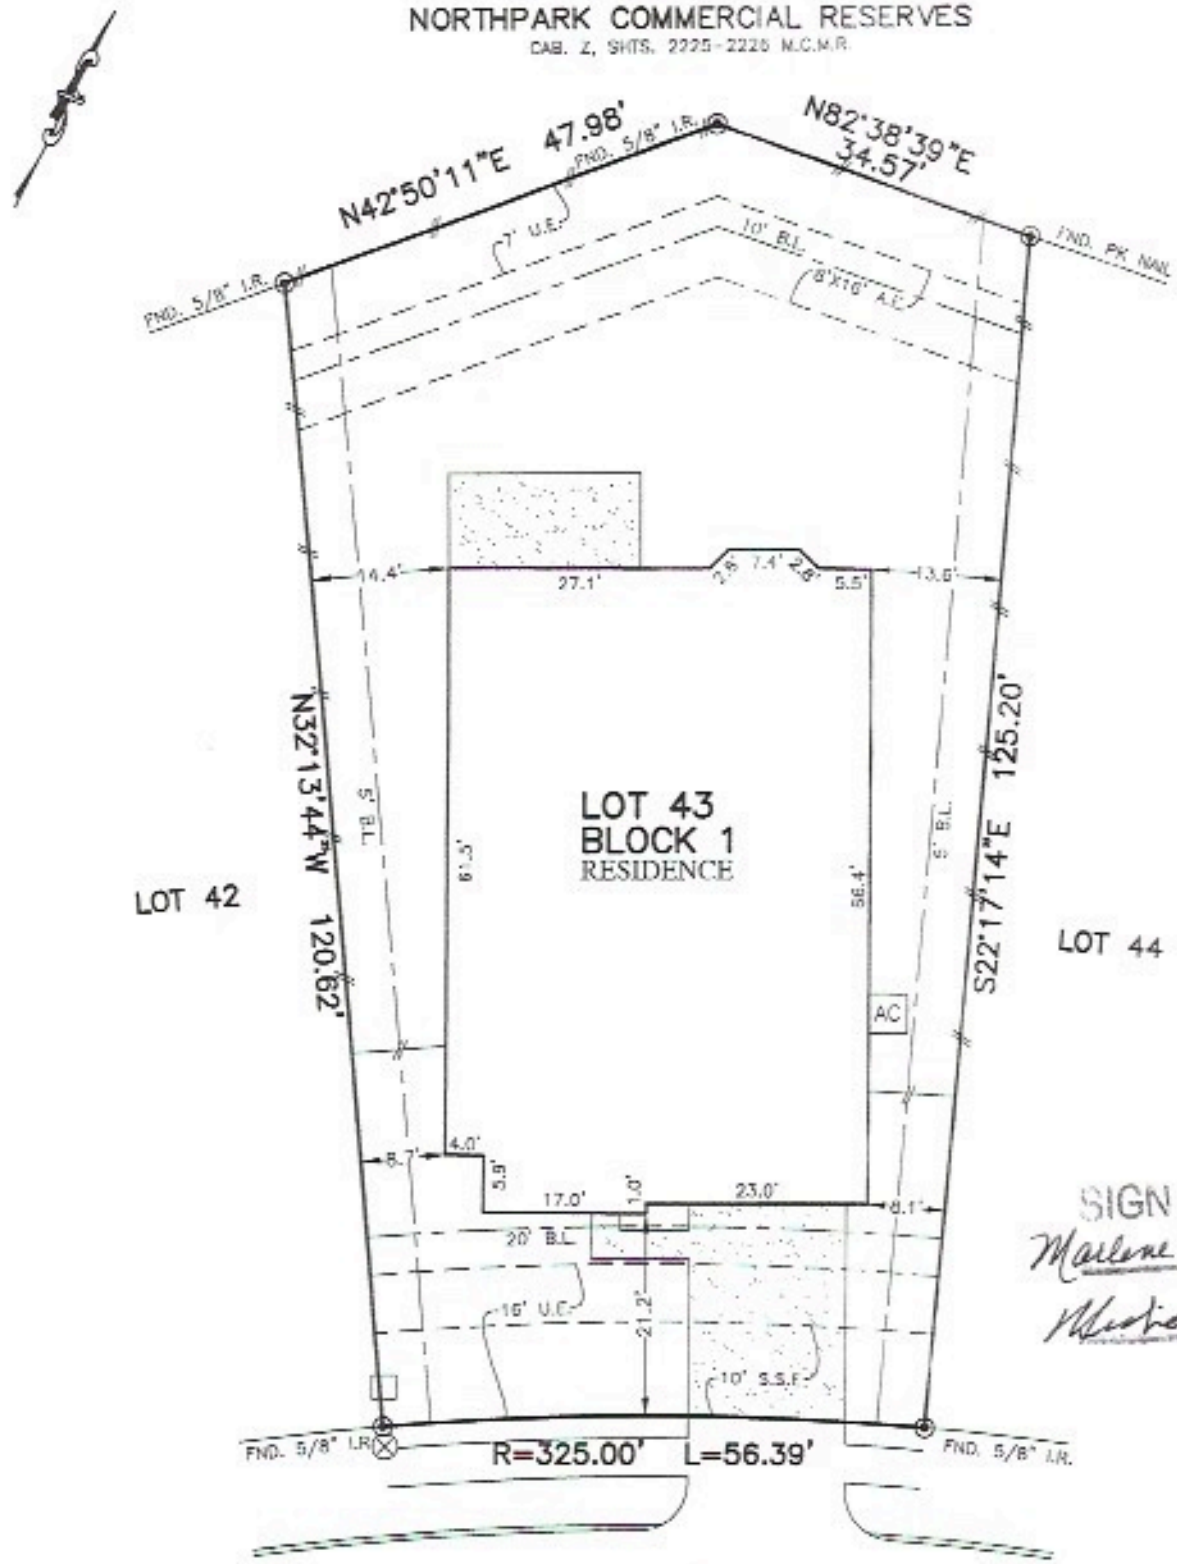 NORTHPARK COMMERCIAL RESERVES
CAB. Z, SHTS. 2225-2226 M.C.M.R.
N42°50'11"E 47.98'
FND. 5/8" I.R.
N82°38'39"E
34.57'
FND. 5/8" I.R.
FND. PK NAIL
7' U.E.
10' B.L.
8'X16' A.E.
14.4'
27.1'
2.8'
7.4'
2.8'
5.5'
13.6'
N32°13'44"W 120.62'
5' B.L.
61.5'
LOT 43
BLOCK 1
RESIDENCE
56.4'
5' B.L.
S22°17'14"E 125.20'
LOT 42
LOT 44
AC
8.7'
4.0'
5.9'
17.0'
1.0'
23.0'
8.1'
20' B.L.
16' U.E.
21.2'
10' S.S.E.
SIGN
Marlene
FND. 5/8" I.R.
R=325.00' L=56.39'
FND. 5/8" I.R.